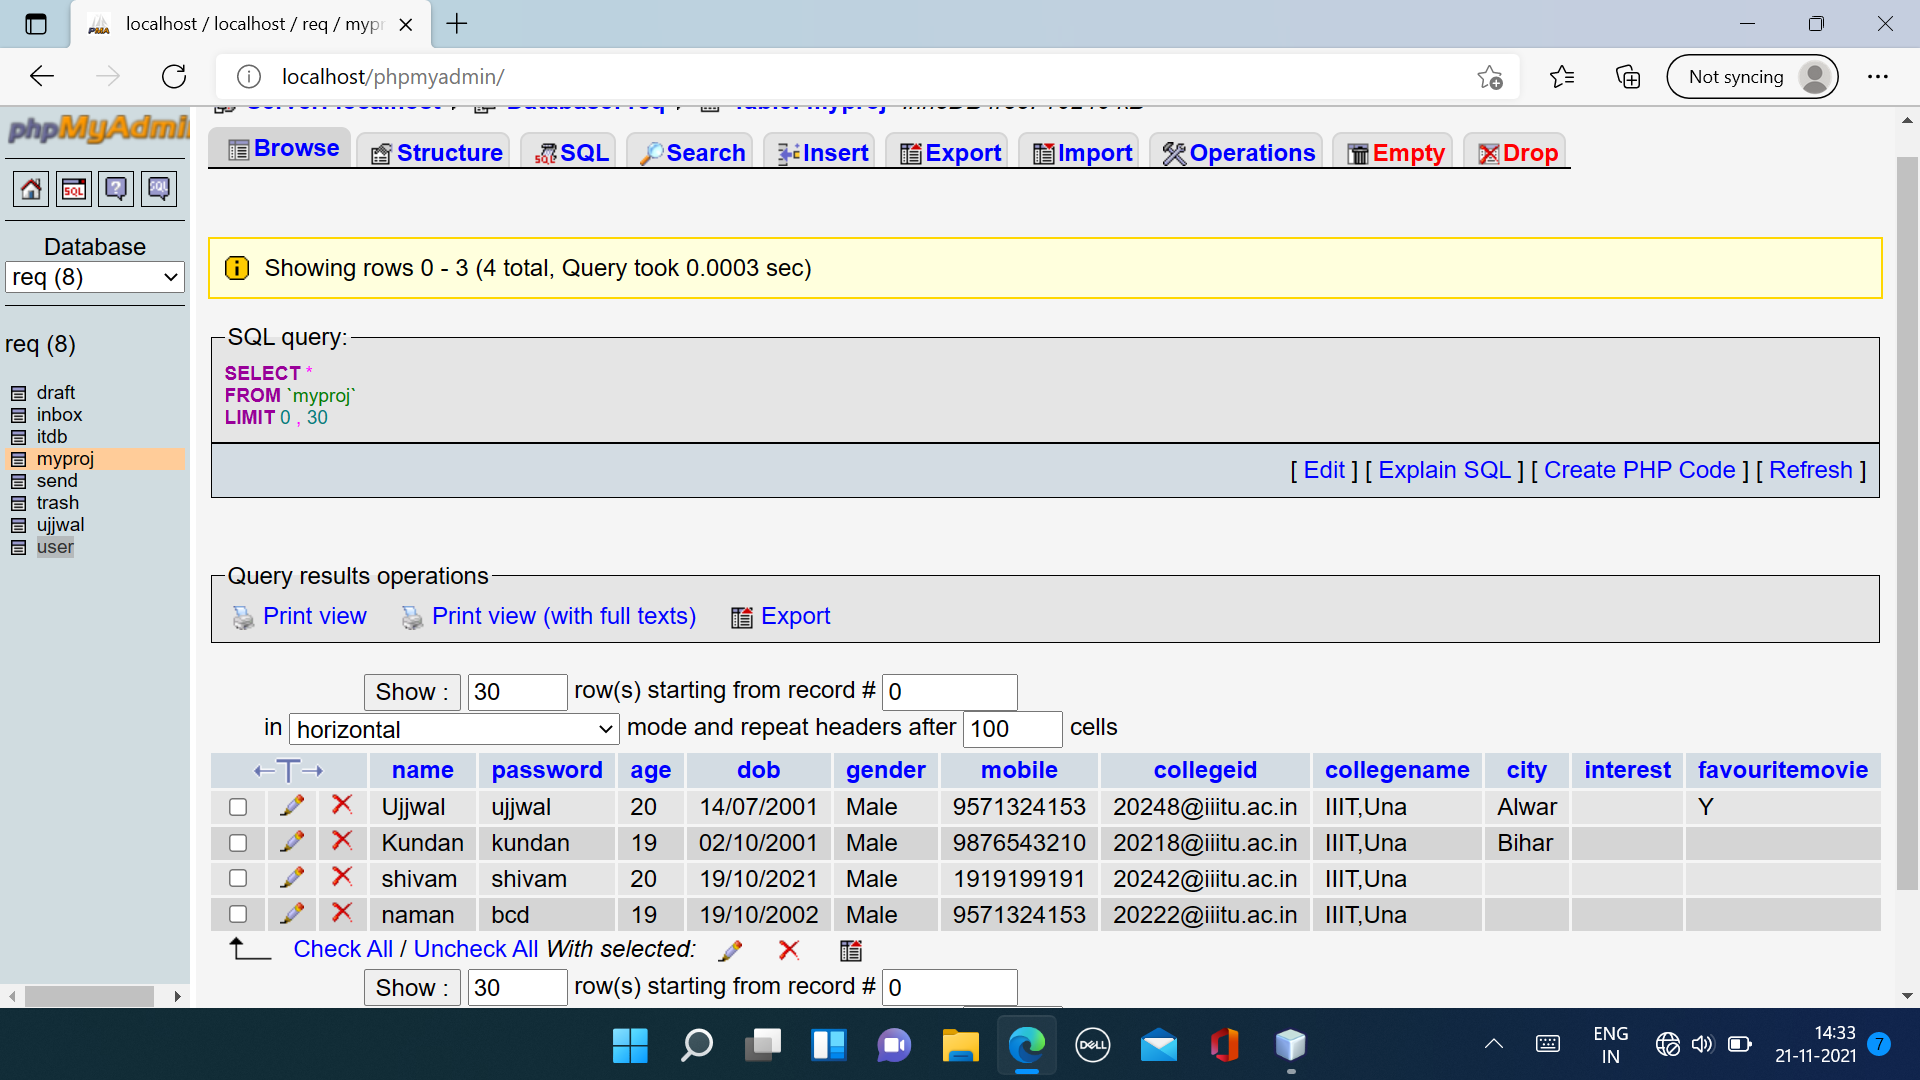 localhost / localhost / req / mypr
localhost/phpmyadmin/
Not syncing
phpMyAdmi
Server: localhost Database: req Table: myproj
Browse Structure SQL Search Insert Export Import Operations Empty Drop
Database
req (8)
req (8)
draft
inbox
itdb
myproj
send
trash
ujjwal
user
Showing rows 0 - 3 (4 total, Query took 0.0003 sec)
SQL query:
SELECT *
FROM `myproj`
LIMIT 0 , 30
[ Edit ] [ Explain SQL ] [ Create PHP Code ] [ Refresh ]
Query results operations
Print view Print view (with full texts) Export
Show : 30 row(s) starting from record # 0
in horizontal mode and repeat headers after 100 cells
←T→ name password age dob gender mobile collegeid collegename city interest favouritemovie
Ujjwal ujjwal 20 14/07/2001 Male 9571324153 20248@iiitu.ac.in IIIT,Una Alwar Y
Kundan kundan 19 02/10/2001 Male 9876543210 20218@iiitu.ac.in IIIT,Una Bihar
shivam shivam 20 19/10/2021 Male 1919199191 20242@iiitu.ac.in IIIT,Una
naman bcd 19 19/10/2002 Male 9571324153 20222@iiitu.ac.in IIIT,Una
Check All / Uncheck All With selected:
Show : 30 row(s) starting from record # 0
DELL
ENG
IN
14:33
21-11-2021
7